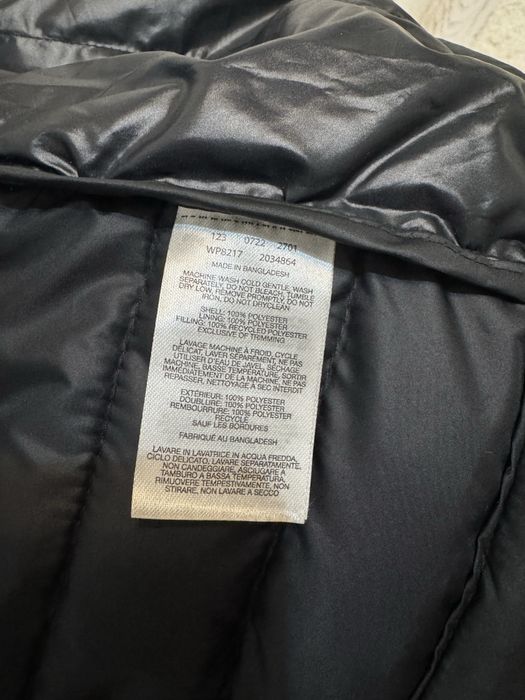 123 0722 2701
WP8217 2034864
MADE IN BANGLADESH
MACHINE WASH COLD GENTLE, WASH
SEPARATELY, DO NOT BLEACH, TUMBLE
DRY LOW, REMOVE PROMPTLY, DO NOT
IRON, DO NOT DRYCLEAN
SHELL: 100% POLYESTER
LINING: 100% POLYESTER
FILLING: 100% RECYCLED POLYESTER
EXCLUSIVE OF TRIMMING
LAVAGE MACHINE À FROID, CYCLE
DÉLICAT, LAVER SÉPARÉMENT, NE PAS
UTILISER D'EAU DE JAVEL, SÉCHAGE
MACHINE, BASSE TEMPÉRATURE, SORTIR
IMMÉDIATEMENT DE LA MACHINE, NE PAS
REPASSER, NETTOYAGE À SEC INTERDIT
EXTÉRIEUR: 100% POLYESTER
DOUBLURE: 100% POLYESTER
REMBOURRURE: 100% RECYCLÉ
POLYESTER
SAUF LES BORDURES
FABRIQUÉ AU BANGLADESH
LAVARE IN LAVATRICE IN ACQUA FREDDA,
CICLO DELICATO, LAVARE SEPARATAMENTE,
NON CANDEGGIARE, ASCIUGARE A
TAMBURO A BASSA TEMPERATURA,
RIMUOVERE TEMPESTIVAMENTE, NON
STIRARE, NON LAVARE A SECCO